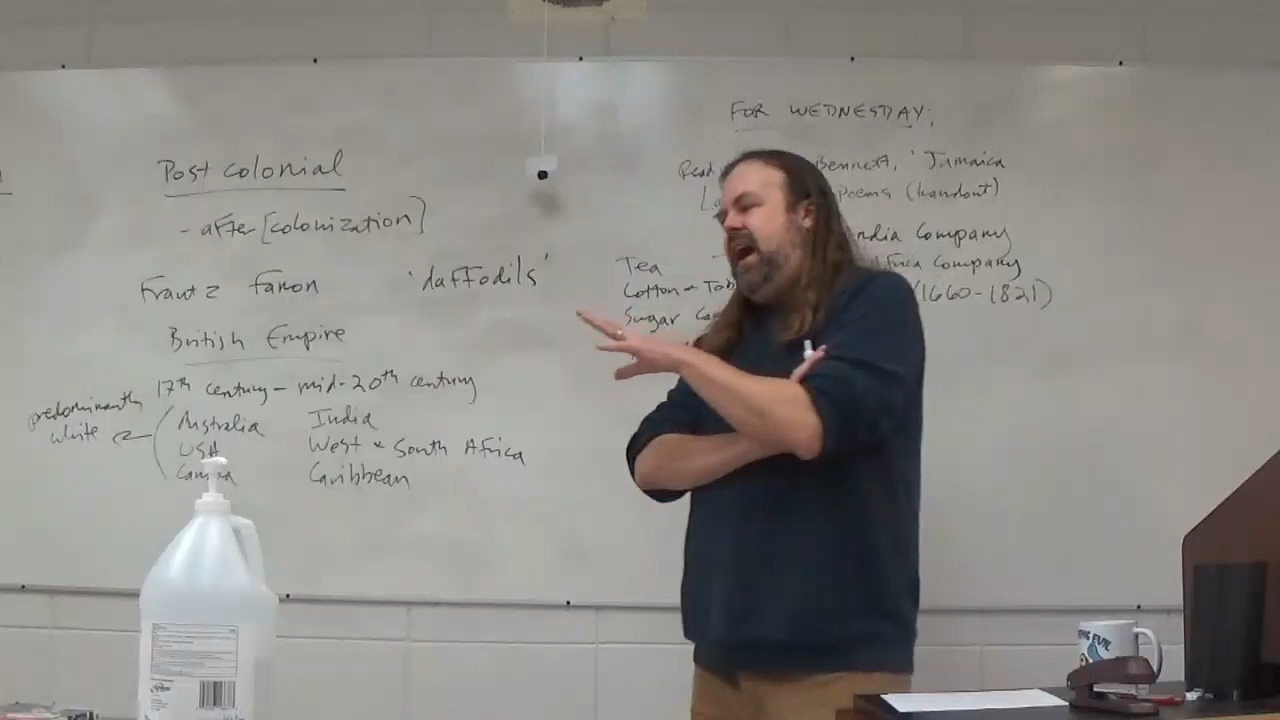 Post colonial
- after [colonization]
Frantz Fanon
'daffodils'
British Empire
17th century - mid-20th century
predominantly
white
Australia India
USA West & South Africa
Canada Caribbean
FOR WEDNESDAY:
Read Bennett, 'Jamaica
poems (handout)
India Company
Africa Company
(1660-1821)
Tea
Cotton & Tob
Sugar